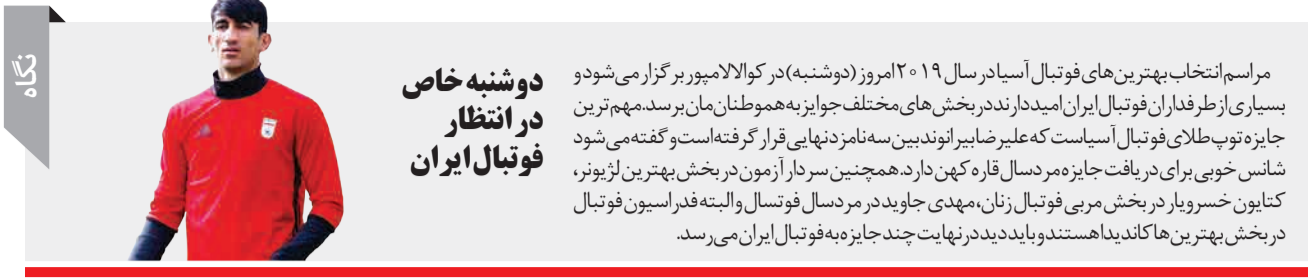 نگاه
دوشنبه خاص
در انتظار
فوتبال ایران
مراسم انتخاب بهترین‌های فوتبال آسیا در سال ۲۰۱۹ امروز (دوشنبه) در کوالالامپور برگزار می‌شود و
بسیاری از طرفداران فوتبال ایران امید دارند در بخش‌های مختلف جوایز به هموطنان‌مان برسد. مهم‌ترین
جایزه توپ طلای فوتبال آسیاست که علیرضا بیرانوند بین سه نامزد نهایی قرار گرفته است و گفته می‌شود
شانس خوبی برای دریافت جایزه مرد سال قاره کهن دارد. همچنین سردار آزمون در بخش بهترین لژیونر،
کتایون خسرویار در بخش مربی فوتبال زنان، مهدی جاوید در مرد سال فوتسال و البته فدراسیون فوتبال
در بخش بهترین‌ها کاندیدا هستند و باید دید در نهایت چند جایزه به فوتبال ایران می‌رسد.